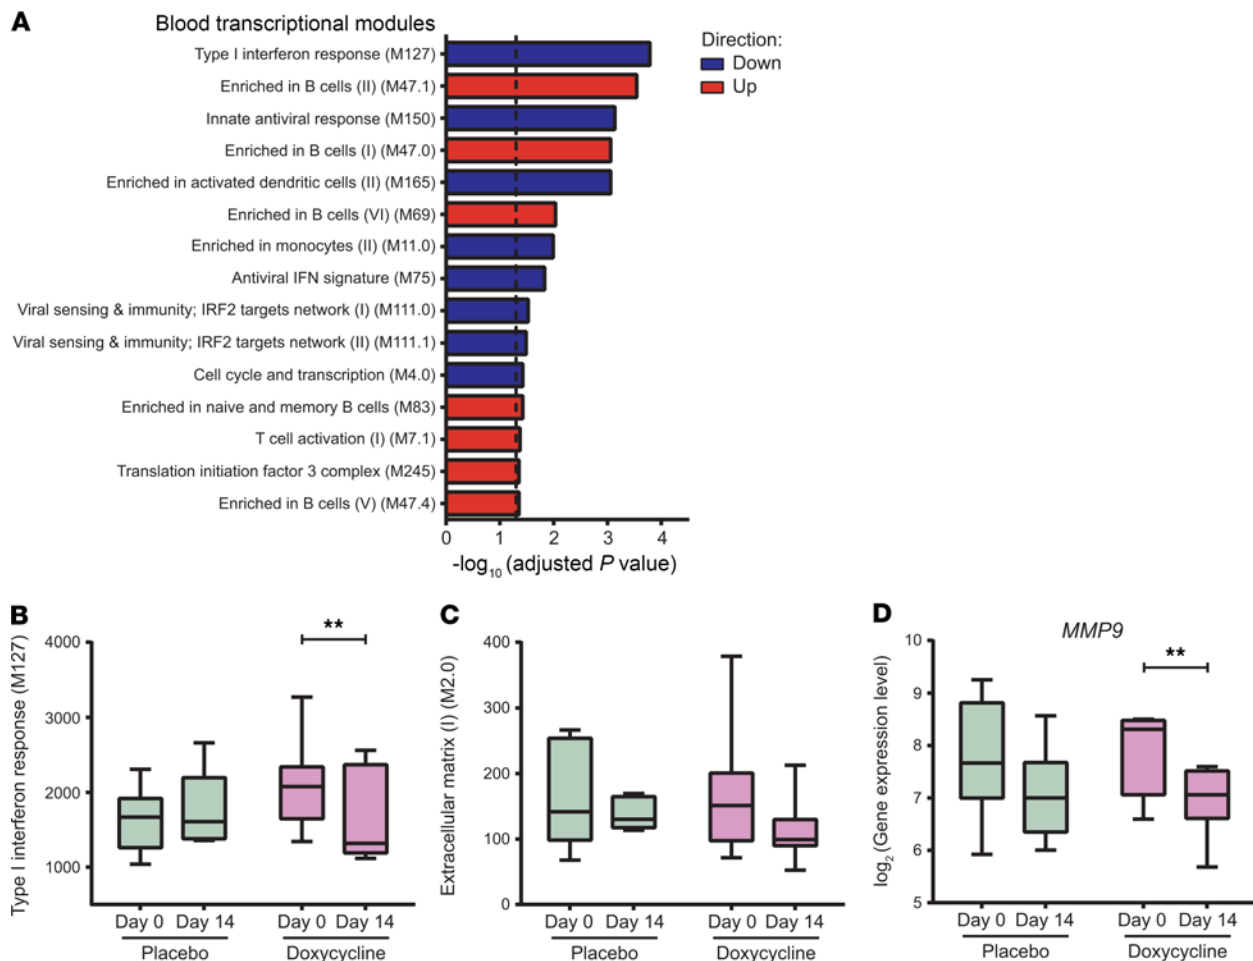 A
Blood transcriptional modules
Type I interferon response (M127)
Enriched in B cells (II) (M47.1)
Innate antiviral response (M150)
Enriched in B cells (I) (M47.0)
Enriched in activated dendritic cells (II) (M165)
Enriched in B cells (VI) (M69)
Enriched in monocytes (II) (M11.0)
Antiviral IFN signature (M75)
Viral sensing & immunity; IRF2 targets network (I) (M111.0)
Viral sensing & immunity; IRF2 targets network (II) (M111.1)
Cell cycle and transcription (M4.0)
Enriched in naive and memory B cells (M83)
T cell activation (I) (M7.1)
Translation initiation factor 3 complex (M245)
Enriched in B cells (V) (M47.4)
0 1 2 3 4
-log10 (adjusted P value)
Direction:
Down
Up
B
Type I interferon response (M127)
4000
3000
2000
1000
**
Day 0 Day 14 Day 0 Day 14
Placebo Doxycycline
C
Extracellular matrix (I) (M2.0)
400
300
200
100
0
Day 0 Day 14 Day 0 Day 14
Placebo Doxycycline
D
MMP9
log2 (Gene expression level)
10
9
8
7
6
5
**
Day 0 Day 14 Day 0 Day 14
Placebo Doxycycline